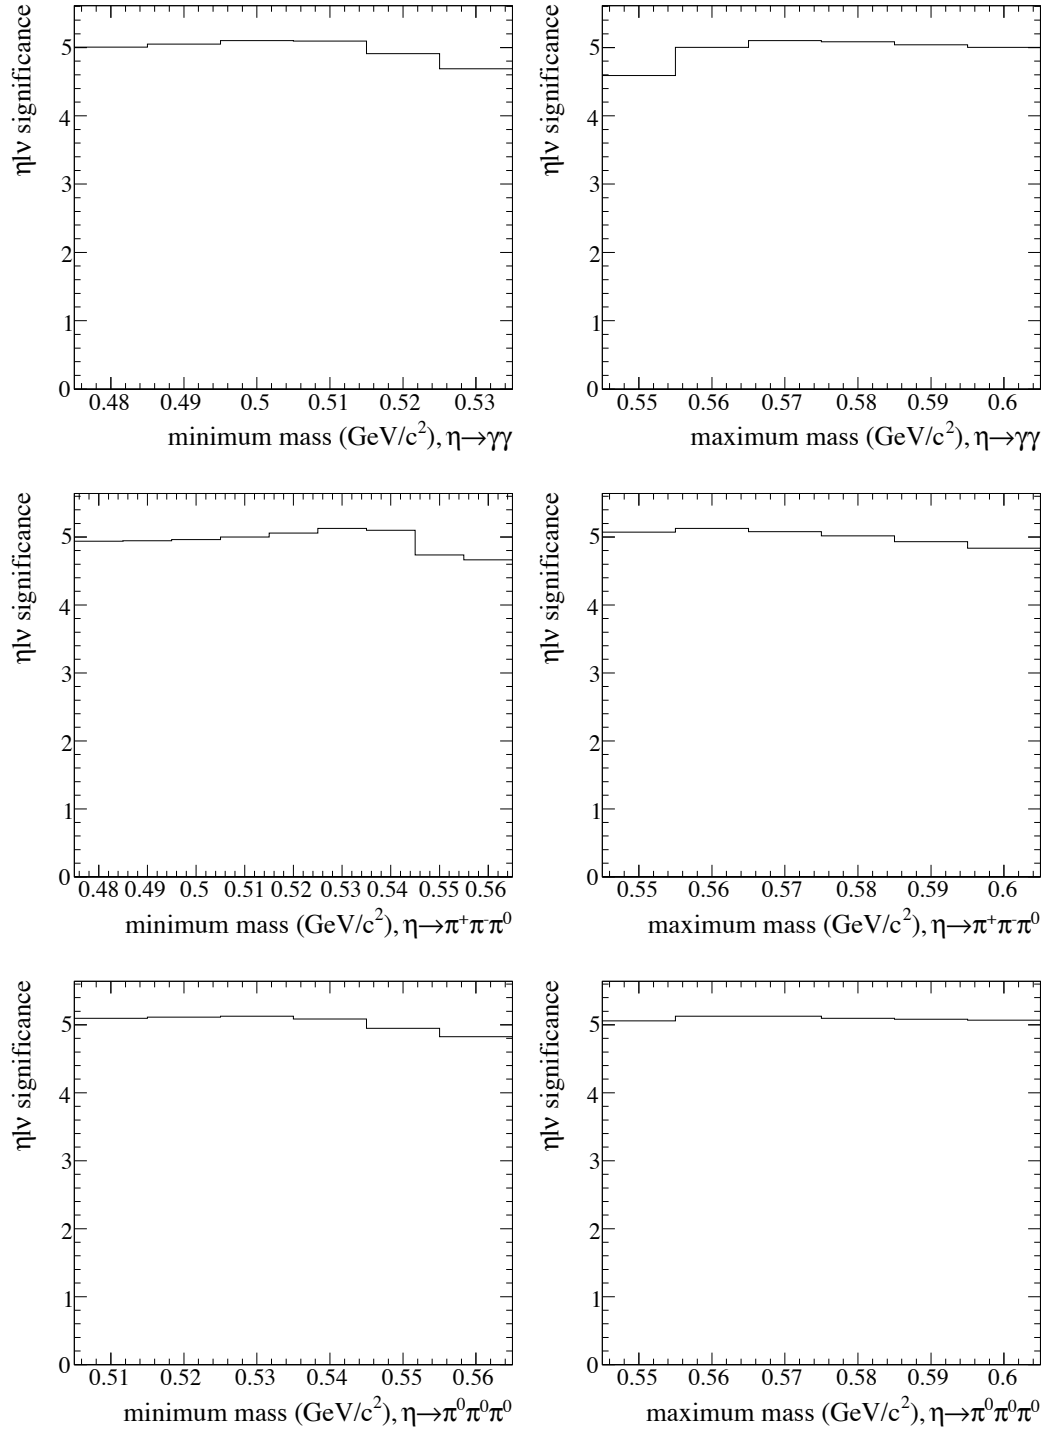 ηlν significance
5
4
3
2
1
0
0.48 0.49 0.5 0.51 0.52 0.53
minimum mass (GeV/c²), η→γγ
ηlν significance
5
4
3
2
1
0
0.55 0.56 0.57 0.58 0.59 0.6
maximum mass (GeV/c²), η→γγ
ηlν significance
5
4
3
2
1
0
0.48 0.49 0.5 0.51 0.52 0.53 0.54 0.55 0.56
minimum mass (GeV/c²), η→π⁺π⁻π⁰
ηlν significance
5
4
3
2
1
0
0.55 0.56 0.57 0.58 0.59 0.6
maximum mass (GeV/c²), η→π⁺π⁻π⁰
ηlν significance
5
4
3
2
1
0
0.51 0.52 0.53 0.54 0.55 0.56
minimum mass (GeV/c²), η→π⁰π⁰π⁰
ηlν significance
5
4
3
2
1
0
0.55 0.56 0.57 0.58 0.59 0.6
maximum mass (GeV/c²), η→π⁰π⁰π⁰